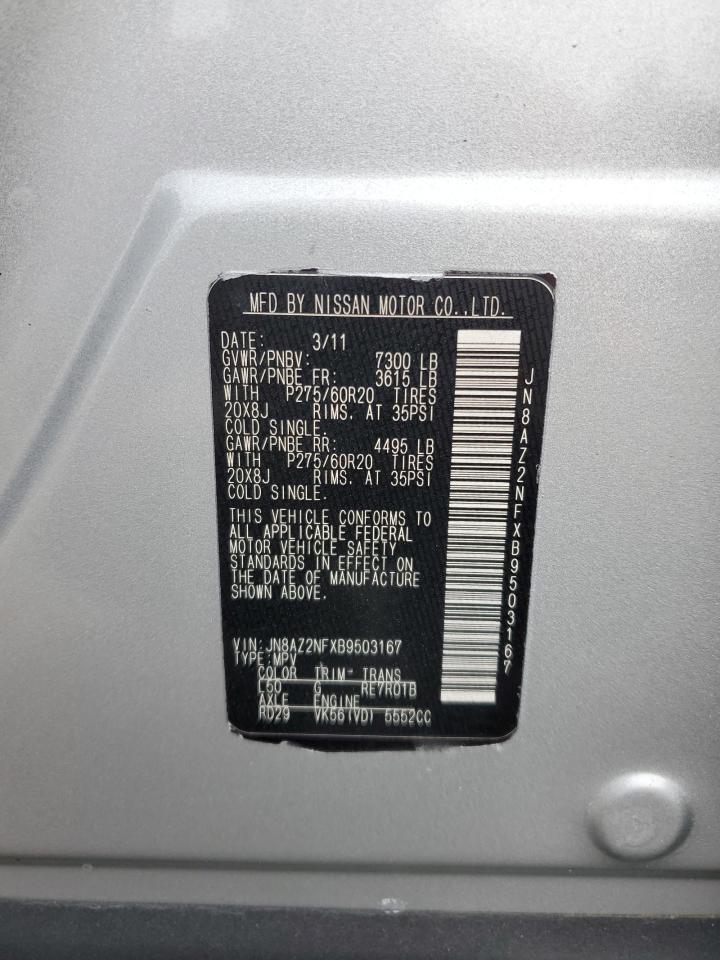 MFD BY NISSAN MOTOR CO.,LTD.
DATE: 3/11
GVWR/PNBV: 7300 LB
GAWR/PNBE FR: 3615 LB
WITH P275/60R20 TIRES
20X8J RIMS. AT 35PSI
COLD SINGLE.
GAWR/PNBE RR: 4495 LB
WITH P275/60R20 TIRES
20X8J RIMS. AT 35PSI
COLD SINGLE.
THIS VEHICLE CONFORMS TO
ALL APPLICABLE FEDERAL
MOTOR VEHICLE SAFETY
STANDARDS IN EFFECT ON
THE DATE OF MANUFACTURE
SHOWN ABOVE.
VIN:JN8AZ2NFXB9503167
TYPE:MPV
COLOR TRIM TRANS
L50 G RE7R01B
AXLE ENGINE
RD29 VK56(VD) 5552CC
JN8AZ2NFXB9503167